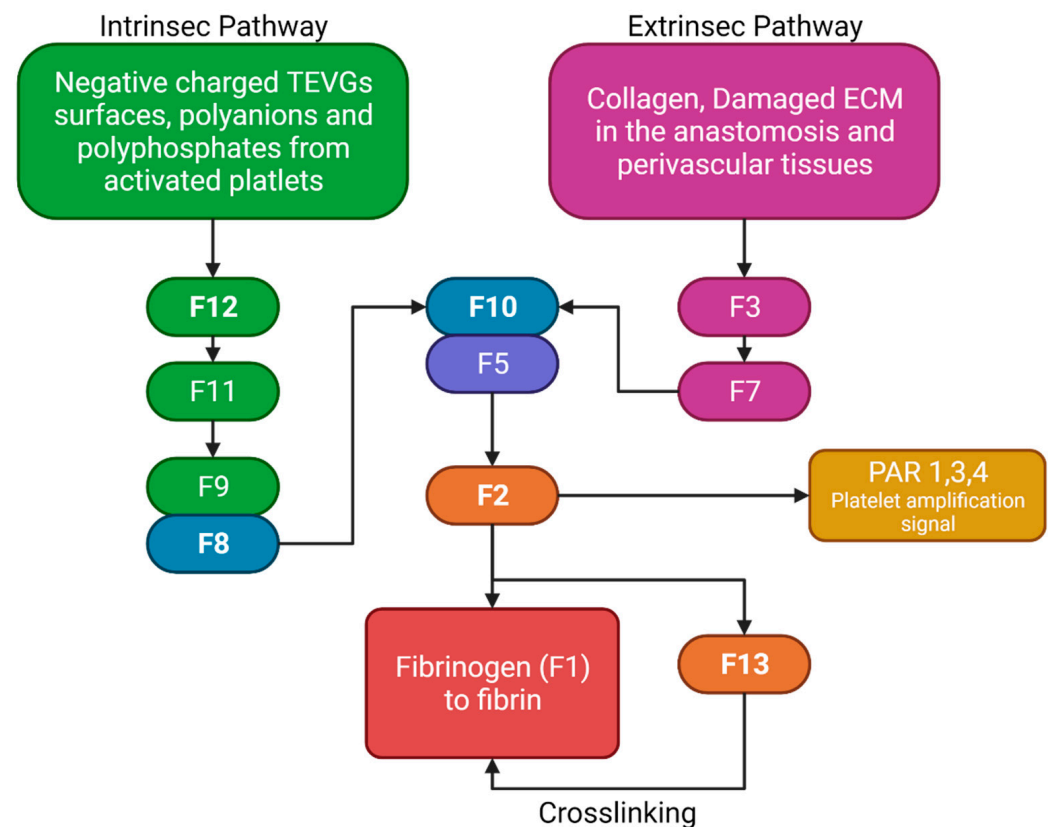 Intrinsec Pathway
Negative charged TEVGs
surfaces, polyanions and
polyphosphates from
activated platlets
F12
F11
F9
F8
Extrinsec Pathway
Collagen, Damaged ECM
in the anastomosis and
perivascular tissues
F3
F7
F10
F5
F2
PAR 1,3,4
Platelet amplification
signal
Fibrinogen (F1)
to fibrin
F13
Crosslinking